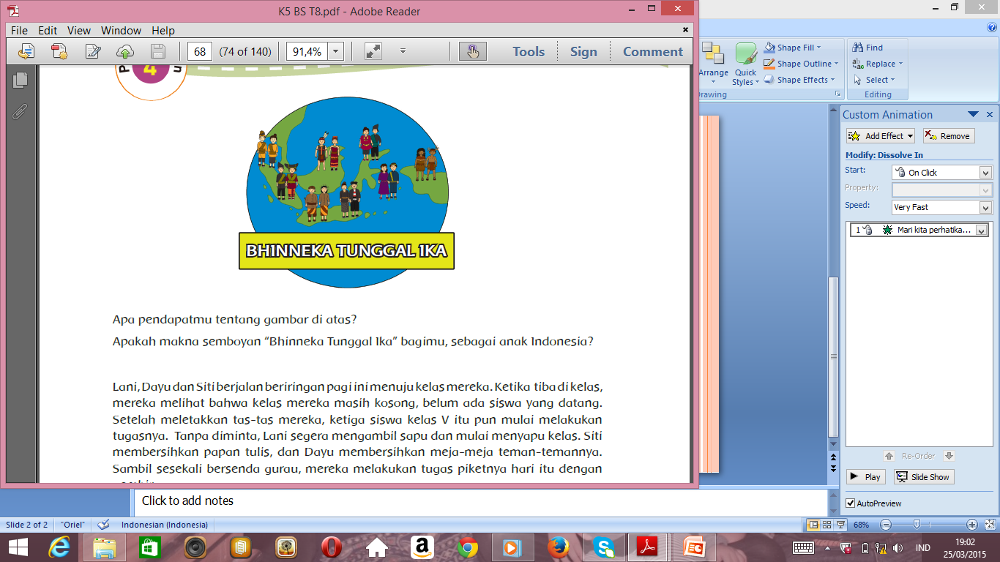 K5 BS T8.pdf - Adobe Reader
File Edit View Window Help
68 (74 of 140) 91,4% Tools Sign Comment
4
BHINNEKA TUNGGAL IKA
Apa pendapatmu tentang gambar di atas?
Apakah makna semboyan “Bhinneka Tunggal Ika” bagimu, sebagai anak Indonesia?
Lani, Dayu dan Siti berjalan beriringan pagi ini menuju kelas mereka. Ketika tiba di kelas,
mereka melihat bahwa kelas mereka masih kosong, belum ada siswa yang datang.
Setelah meletakkan tas-tas mereka, ketiga siswa kelas V itu pun mulai melakukan
tugasnya. Tanpa diminta, Lani segera mengambil sapu dan mulai menyapu kelas. Siti
membersihkan papan tulis, dan Dayu membersihkan meja-meja teman-temannya.
Sambil sesekali bersenda gurau, mereka melakukan tugas piketnya hari itu dengan
Arrange
Quick
Styles
Shape Fill
Shape Outline
Shape Effects
Find
Replace
Select
Editing
Custom Animation
Add Effect Remove
Modify: Dissolve In
Start: On Click
Property:
Speed: Very Fast
1 Mari kita perhatika...
Re-Order
Play Slide Show
AutoPreview
Click to add notes
Slide 2 of 2 "Oriel" Indonesian (Indonesia) 68%
IND
19:02
25/03/2015